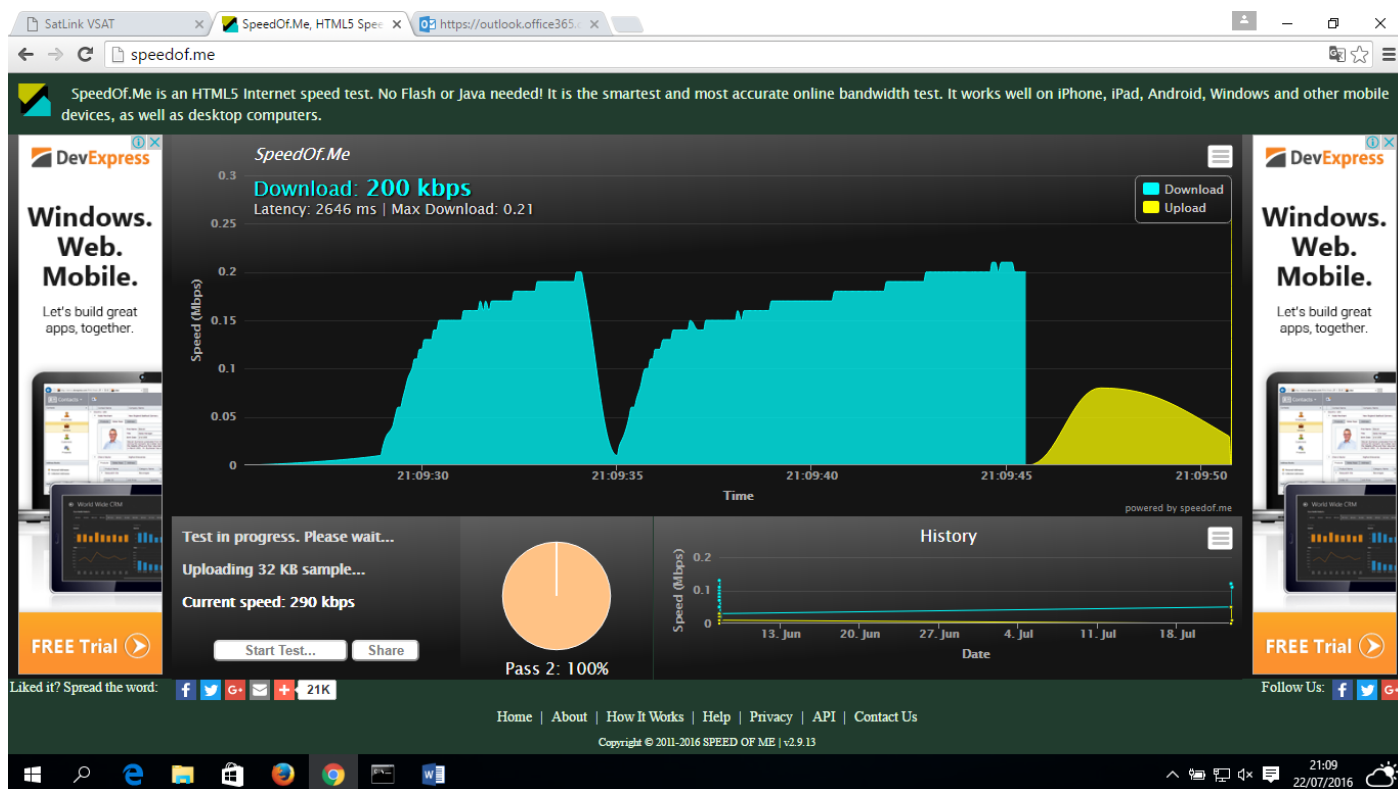 SatLink VSAT
SpeedOf.Me, HTML5 Spee
https://outlook.office365.c
speedof.me
SpeedOf.Me is an HTML5 Internet speed test. No Flash or Java needed! It is the smartest and most accurate online bandwidth test. It works well on iPhone, iPad, Android, Windows and other mobile
devices, as well as desktop computers.
DevExpress
Windows.
Web.
Mobile.
Let's build great
apps, together.
World Wide CRM
FREE Trial
SpeedOf.Me
Download: 200 kbps
Latency: 2646 ms | Max Download: 0.21
Download
Upload
Speed (Mbps)
0.3
0.25
0.2
0.15
0.1
0.05
0
21:09:30 21:09:35 21:09:40 21:09:45 21:09:50
Time
powered by speedof.me
Test in progress. Please wait...
Uploading 32 KB sample...
Current speed: 290 kbps
Start Test... Share
Pass 2: 100%
History
Speed (Mbps)
0.2
0.1
0
13. Jun 20. Jun 27. Jun 4. Jul 11. Jul 18. Jul
Date
DevExpress
Windows.
Web.
Mobile.
Let's build great
apps, together.
World Wide CRM
FREE Trial
Liked it? Spread the word: 21K
Follow Us:
Home | About | How It Works | Help | Privacy | API | Contact Us
Copyright © 2011-2016 SPEED OF ME | v2.9.13
21:09
22/07/2016